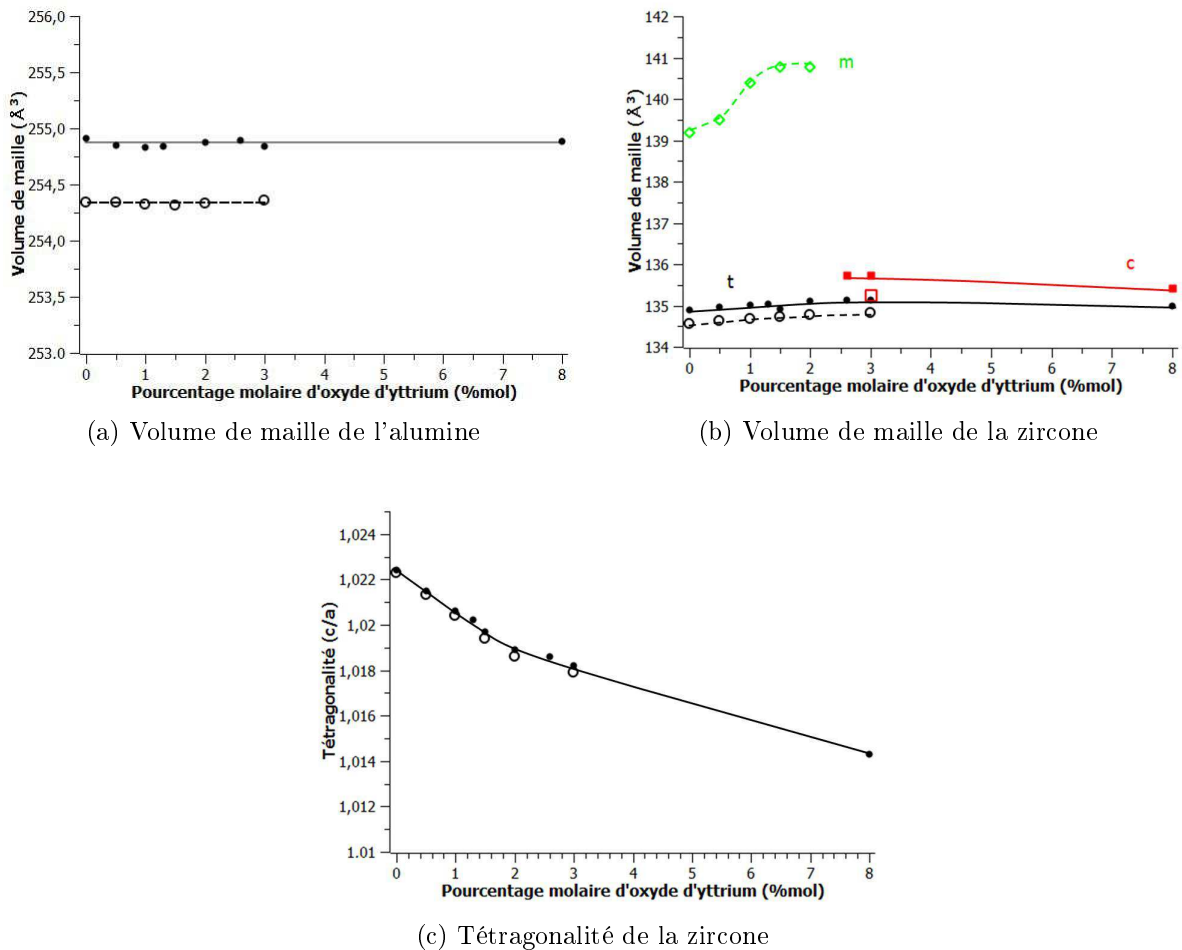 256,0
255,5
255,0
254,5
254,0
253,5
253.0
Volume de maille (Å³)
0 1 2 3 4 5 6 7 8
Pourcentage molaire d'oxyde d'yttrium (%mol)
(a) Volume de maille de l'alumine
142
141
140
139
138
137
136
135
134
Volume de maille (Å³)
m
t
c
0 1 2 3 4 5 6 7 8
Pourcentage molaire d'oxyde d'yttrium (%mol)
(b) Volume de maille de la zircone
1,024
1,022
1,02
1,018
1,016
1,014
1,012
1.01
Tétragonalité (c/a)
0 1 2 3 4 5 6 7 8
Pourcentage molaire d'oxyde d'yttrium (%mol)
(c) Tétragonalité de la zircone